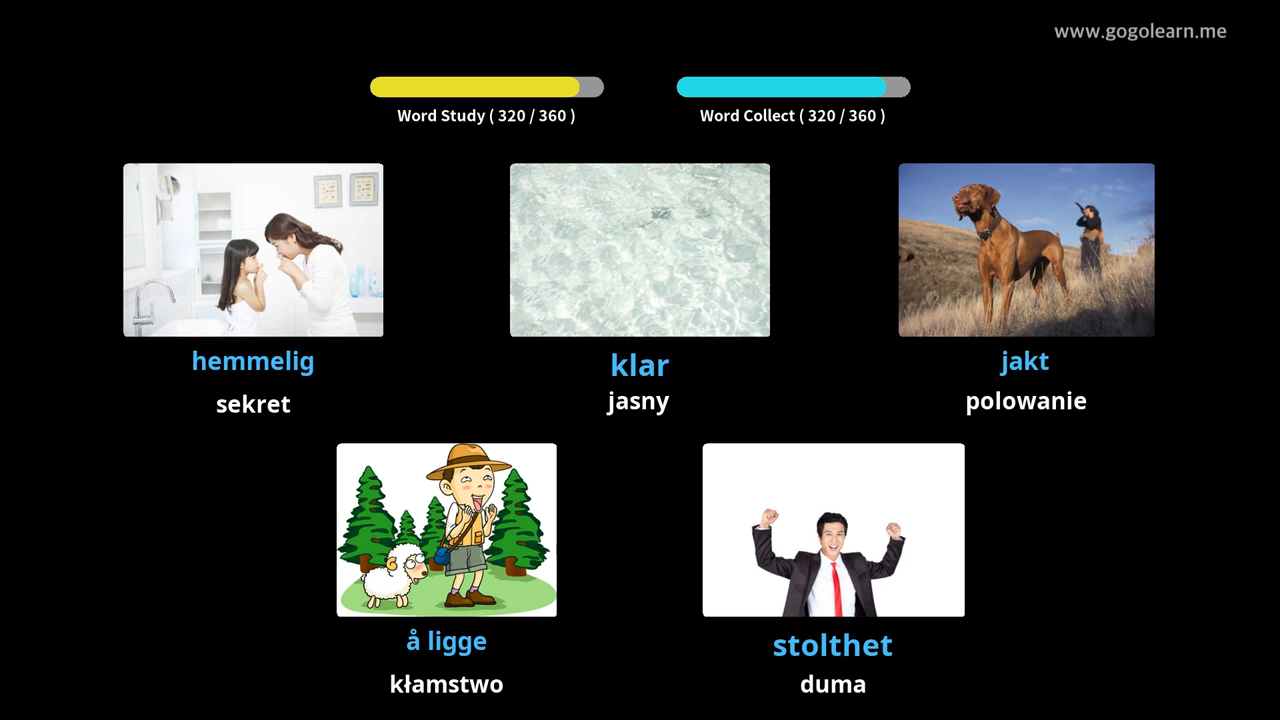 www.gogolearn.me
Word Study ( 320 / 360 )
Word Collect ( 320 / 360 )
hemmelig
sekret
klar
jasny
jakt
polowanie
å ligge
kłamstwo
stolthet
duma